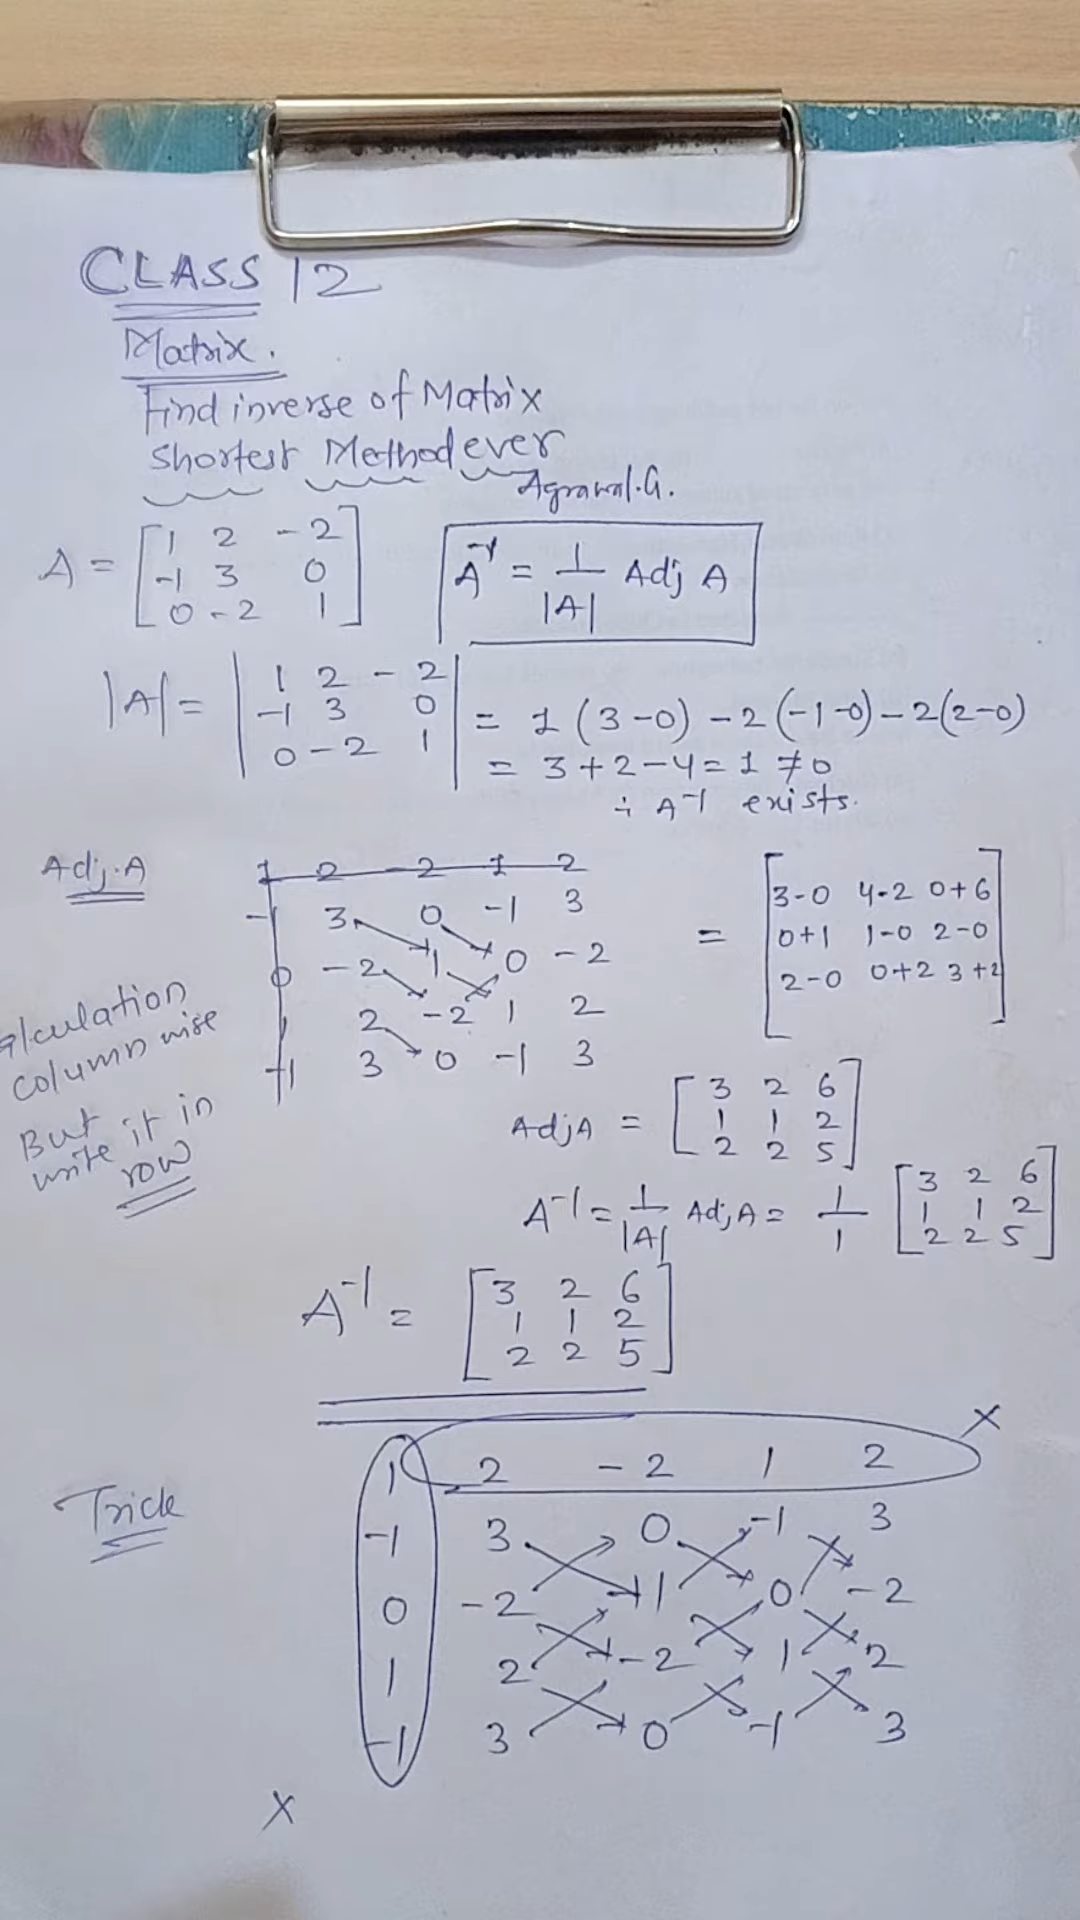 CLASS 12
Matrix.
Find inverse of Matrix
Shortest Method ever
Agrawal.G.
A = [1 2 -2
-1 3 0
0 -2 1]
A⁻¹ = 1/|A| Adj A
|A| = |1 2 -2
-1 3 0
0 -2 1|
= 1 (3-0) -2 (-1-0) -2(2-0)
= 3+2-4 = 1 ≠ 0
∴ A⁻¹ exists.
Adj.A
1 2 -2 1 2
-1 3 0 -1 3
0 -2 1 0 -2
1 2 -2 1 2
-1 3 0 -1 3
= [3-0 4-2 0+6
0+1 1-0 2-0
2-0 0+2 3+2]
calculation
column wise
But
write it in
row
AdjA = [3 2 6
1 1 2
2 2 5]
A⁻¹ = 1/|A| AdjA = 1/1 [3 2 6
1 1 2
2 2 5]
A⁻¹ = [3 2 6
1 1 2
2 2 5]
X
Trick
1 2 -2 1 2
-1 3 0 -1 3
0 -2 1 0 -2
1 2 -2 1 2
-1 3 0 -1 3
X